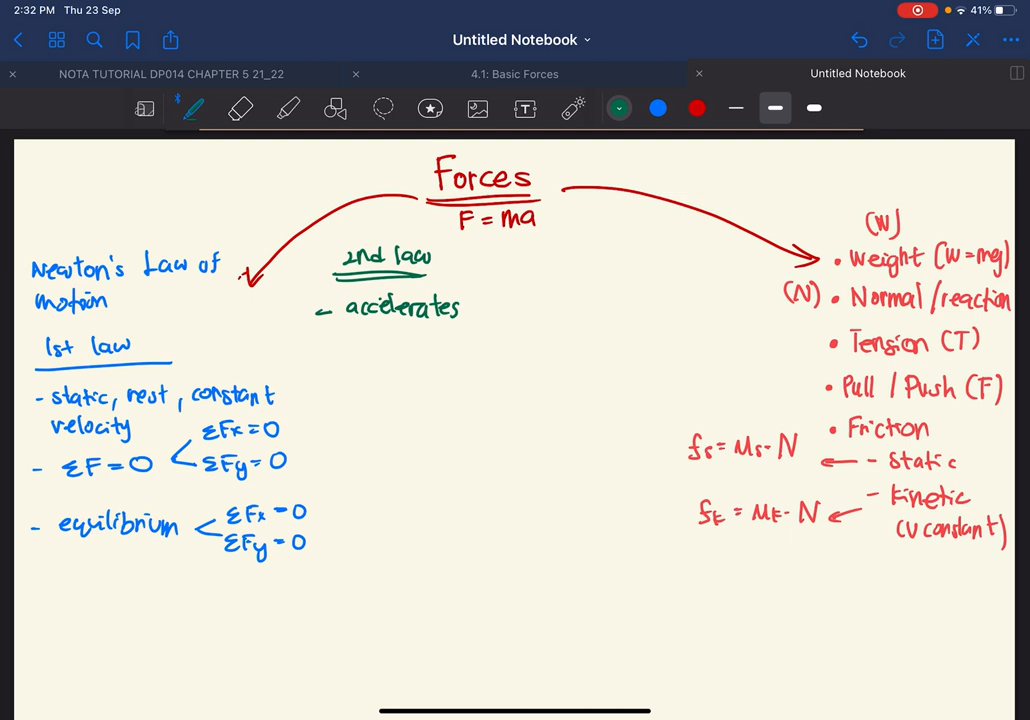 2:32 PM Thu 23 Sep
41%
Untitled Notebook
NOTA TUTORIAL DP014 CHAPTER 5 21_22
4.1: Basic Forces
Untitled Notebook
Forces
F = ma
Newton's Law of
motion
1st law
- static, rest, constant
velocity
- ΣF = 0
ΣFx = 0
ΣFy = 0
- equilibrium
ΣFx = 0
ΣFy = 0
2nd law
- accelerates
(W)
• Weight (W = mg)
(N) • Normal / reaction
• Tension (T)
• Pull / Push (F)
• Friction
fs = Ms · N ← - static
fk = Mk · N ← - Kinetic
(V constant)